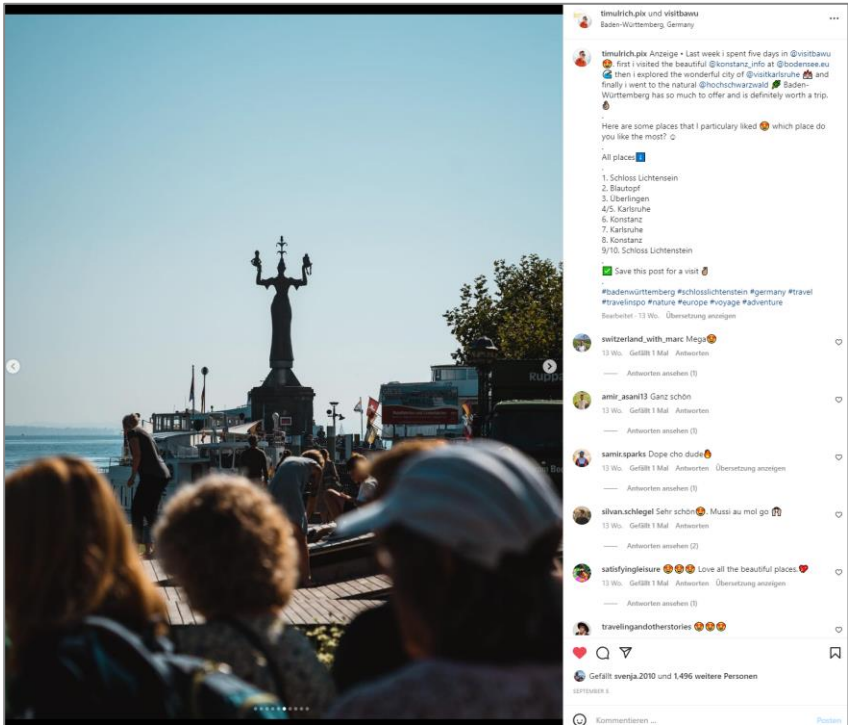 timulrich.pix und visitbawu
Baden-Württemberg, Germany
timulrich.pix Anzeige • Last week i spent five days in @visitbawu
😍 first i visited the beautiful @konstanz_info at @bodensee.eu
🌊 then i explored the wonderful city of @visitkarlsruhe 🏘 and
finally i went to the natural @hochschwarzwald 🌿 Baden-
Württemberg has so much to offer and is definitely worth a trip.
👌
.
Here are some places that I particulary liked 😍 which place do
you like the most? ☺
.
All places⬇
.
1. Schloss Lichtensein
2. Blautopf
3. Überlingen
4/5. Karlsruhe
6. Konstanz
7. Karlsruhe
8. Konstanz
9/10. Schloss Lichtenstein
.
✅ Save this post for a visit 👌
.
#badenwürttemberg #schlosslichtenstein #germany #travel
#travelinspo #nature #europe #voyage #adventure
Bearbeitet · 13 Wo. Übersetzung anzeigen
switzerland_with_marc Mega😍
13 Wo. Gefällt 1 Mal Antworten
Antworten ansehen (1)
amir_asani13 Ganz schön
13 Wo. Gefällt 1 Mal Antworten
Antworten ansehen (1)
samir.sparks Dope cho dude🔥
13 Wo. Gefällt 1 Mal Antworten Übersetzung anzeigen
Antworten ansehen (1)
silvan.schlegel Sehr schön😍. Mussi au mol go
13 Wo. Gefällt 1 Mal Antworten
Antworten ansehen (2)
satisfyingleisure 😍😍😍 Love all the beautiful places.💖
13 Wo. Gefällt 1 Mal Antworten Übersetzung anzeigen
Antworten ansehen (1)
travelingandotherstories 😍😍😍
Gefällt svenja.2010 und 1,496 weitere Personen
SEPTEMBER 5
Kommentieren ...
Posten